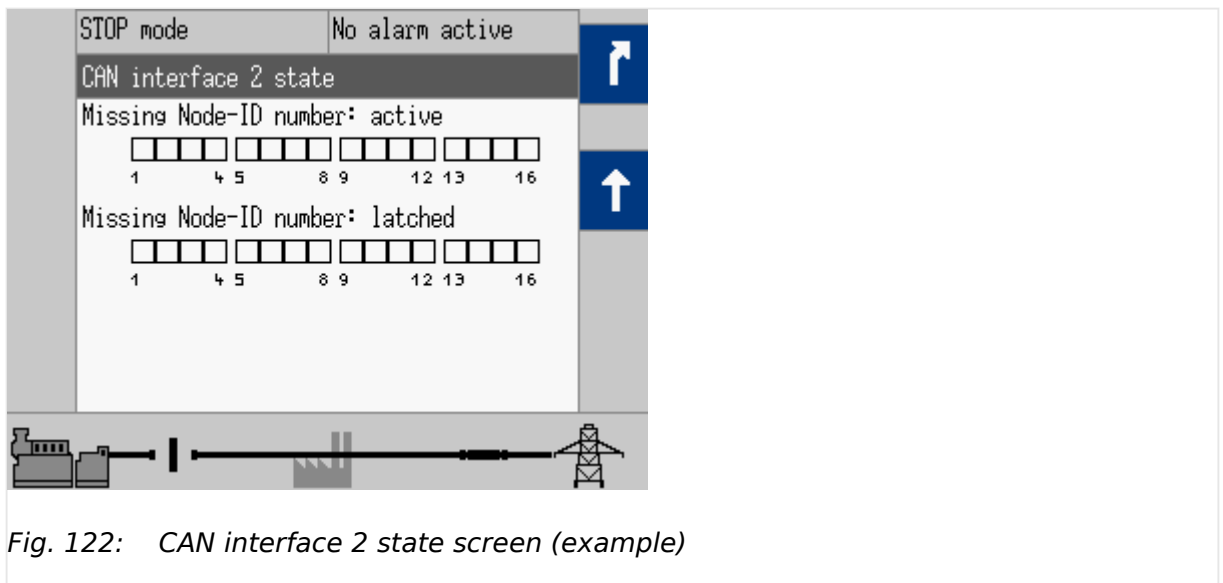 STOP mode No alarm active
CAN interface 2 state
Missing Node-ID number: active
1 4 5 8 9 12 13 16
Missing Node-ID number: latched
1 4 5 8 9 12 13 16
Fig. 122: CAN interface 2 state screen (example)